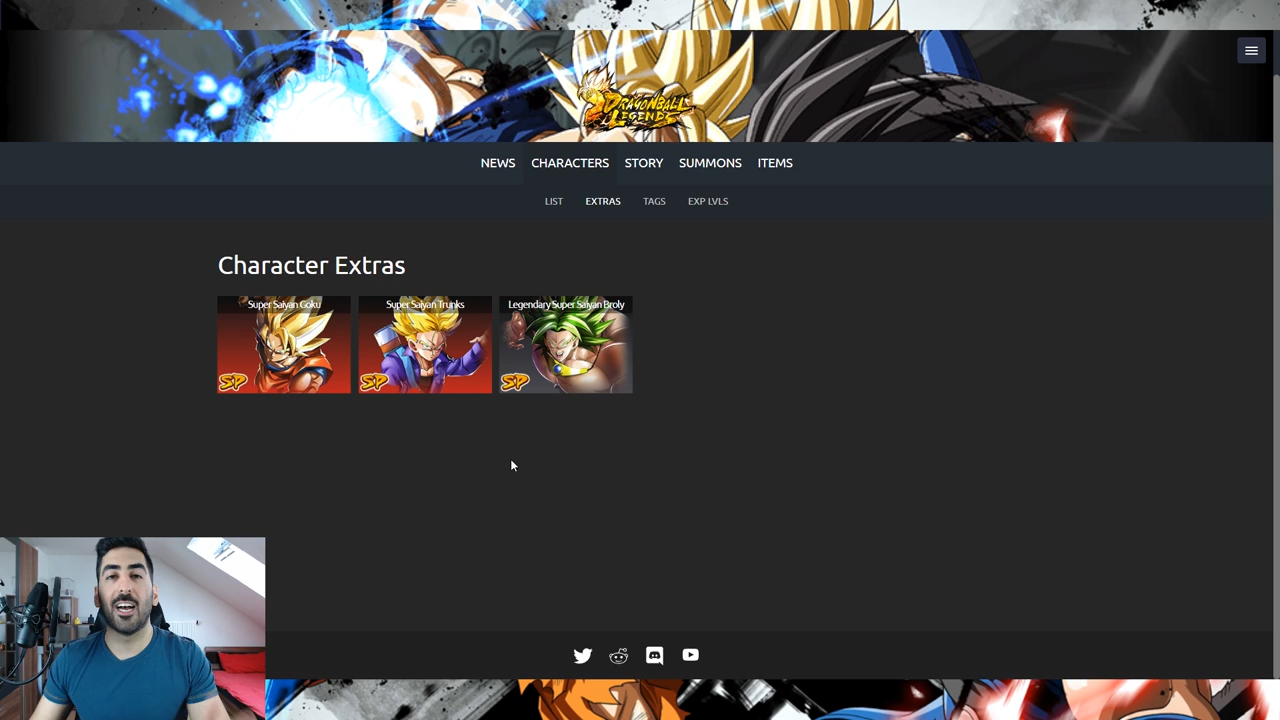 DRAGONBALL
LEGENDS
NEWS CHARACTERS STORY SUMMONS ITEMS
LIST EXTRAS TAGS EXP LVLS
Character Extras
Super Saiyan Goku
Super Saiyan Trunks
Legendary Super Saiyan Broly
SP
SP
SP